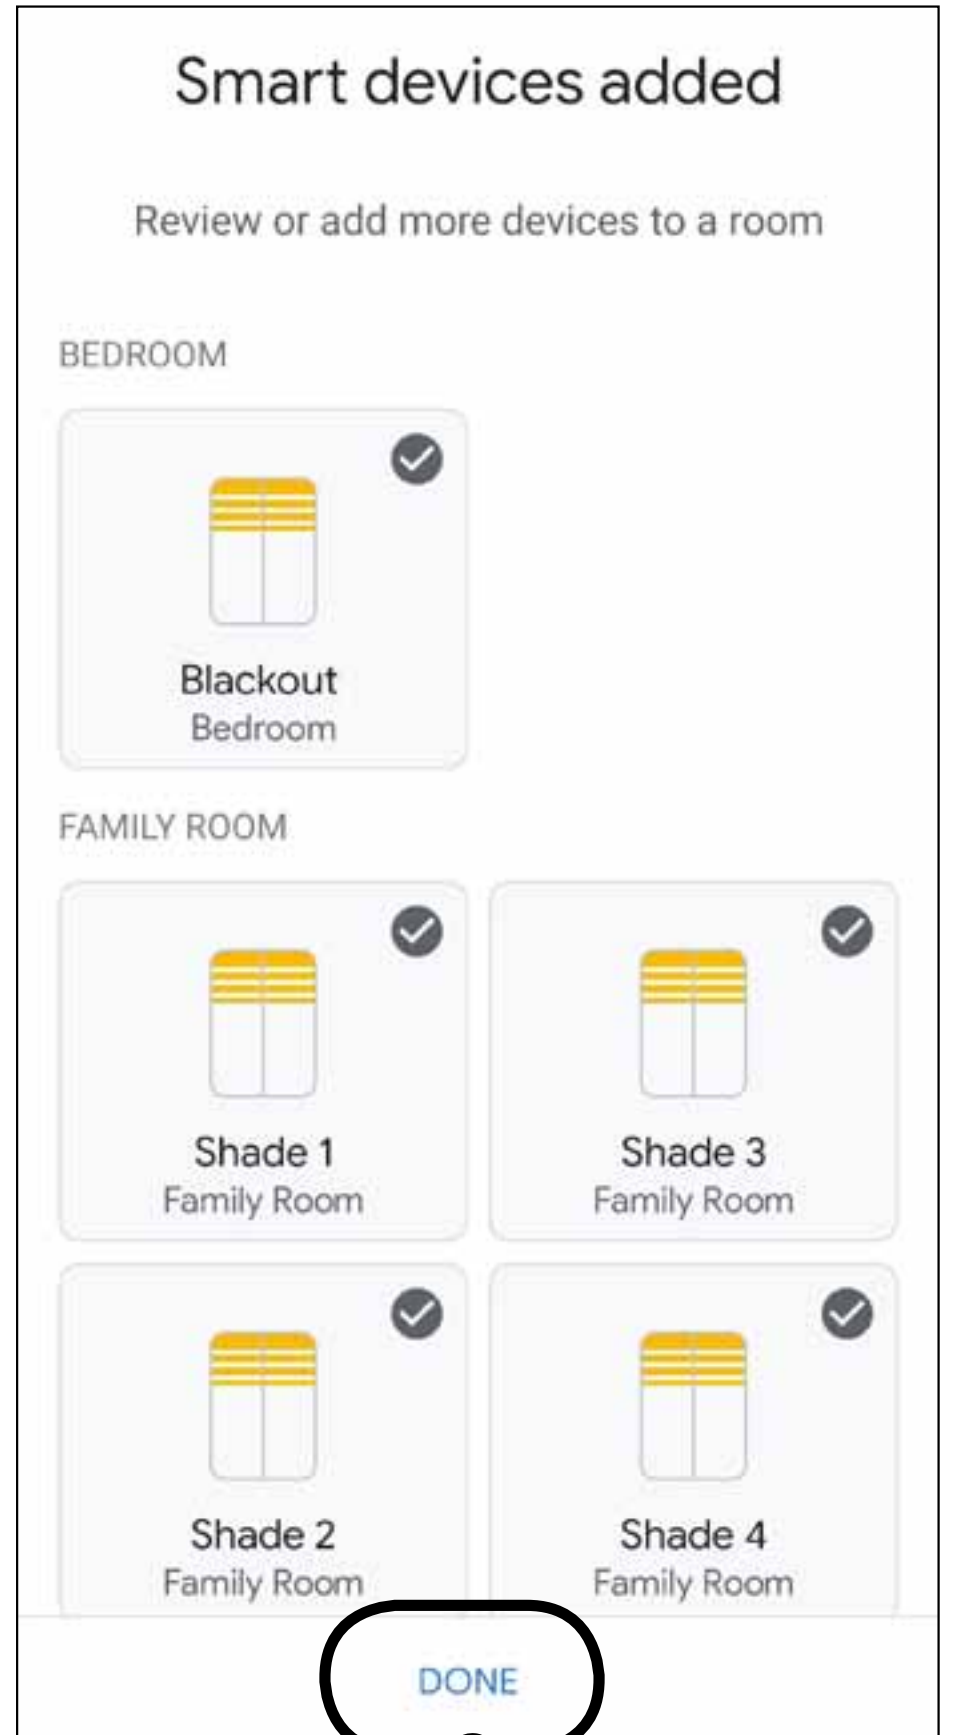 Smart devices added
Review or add more devices to a room
BEDROOM
Blackout
Bedroom
FAMILY ROOM
Shade 1
Family Room
Shade 3
Family Room
Shade 2
Family Room
Shade 4
Family Room
DONE